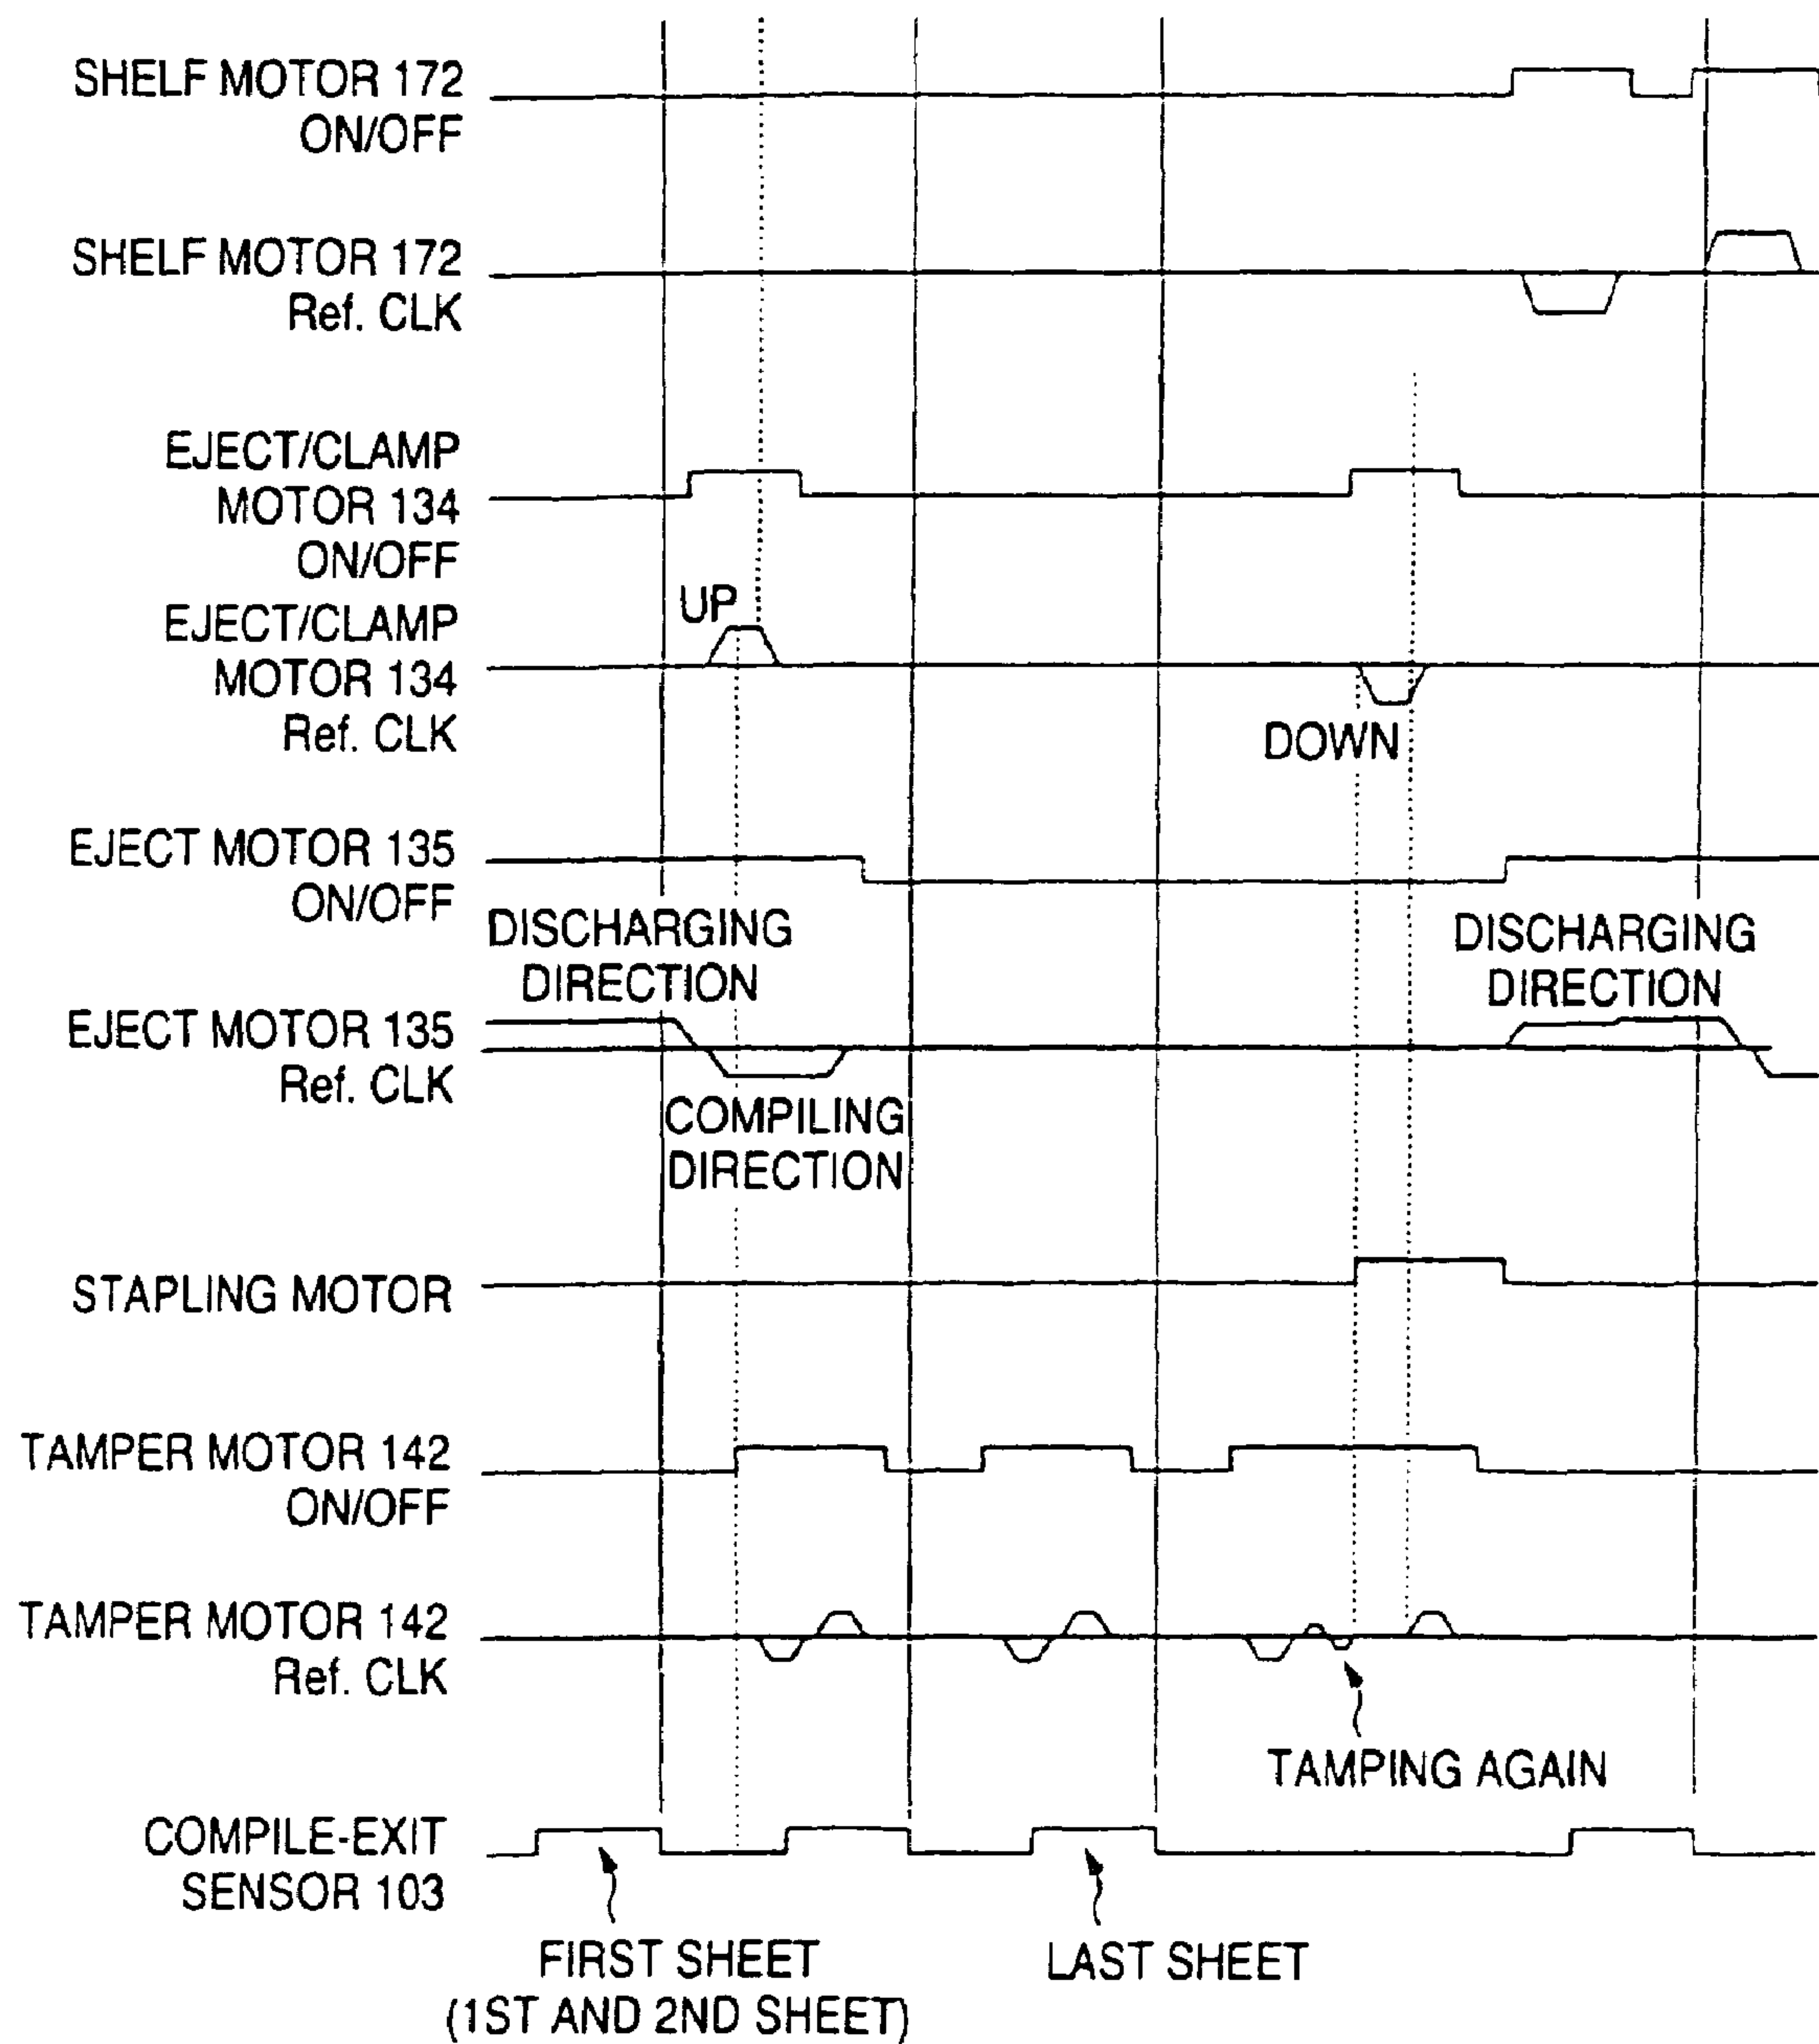 SHELF MOTOR 172
ON/OFF
SHELF MOTOR 172
Ref. CLK
EJECT/CLAMP
MOTOR 134
ON/OFF
UP
EJECT/CLAMP
MOTOR 134
Ref. CLK
DOWN
EJECT MOTOR 135
ON/OFF
DISCHARGING
DIRECTION
DISCHARGING
DIRECTION
EJECT MOTOR 135
Ref. CLK
COMPILING
DIRECTION
STAPLING MOTOR
TAMPER MOTOR 142
ON/OFF
TAMPER MOTOR 142
Ref. CLK
TAMPING AGAIN
COMPILE-EXIT
SENSOR 103
FIRST SHEET
(1ST AND 2ND SHEET)
LAST SHEET